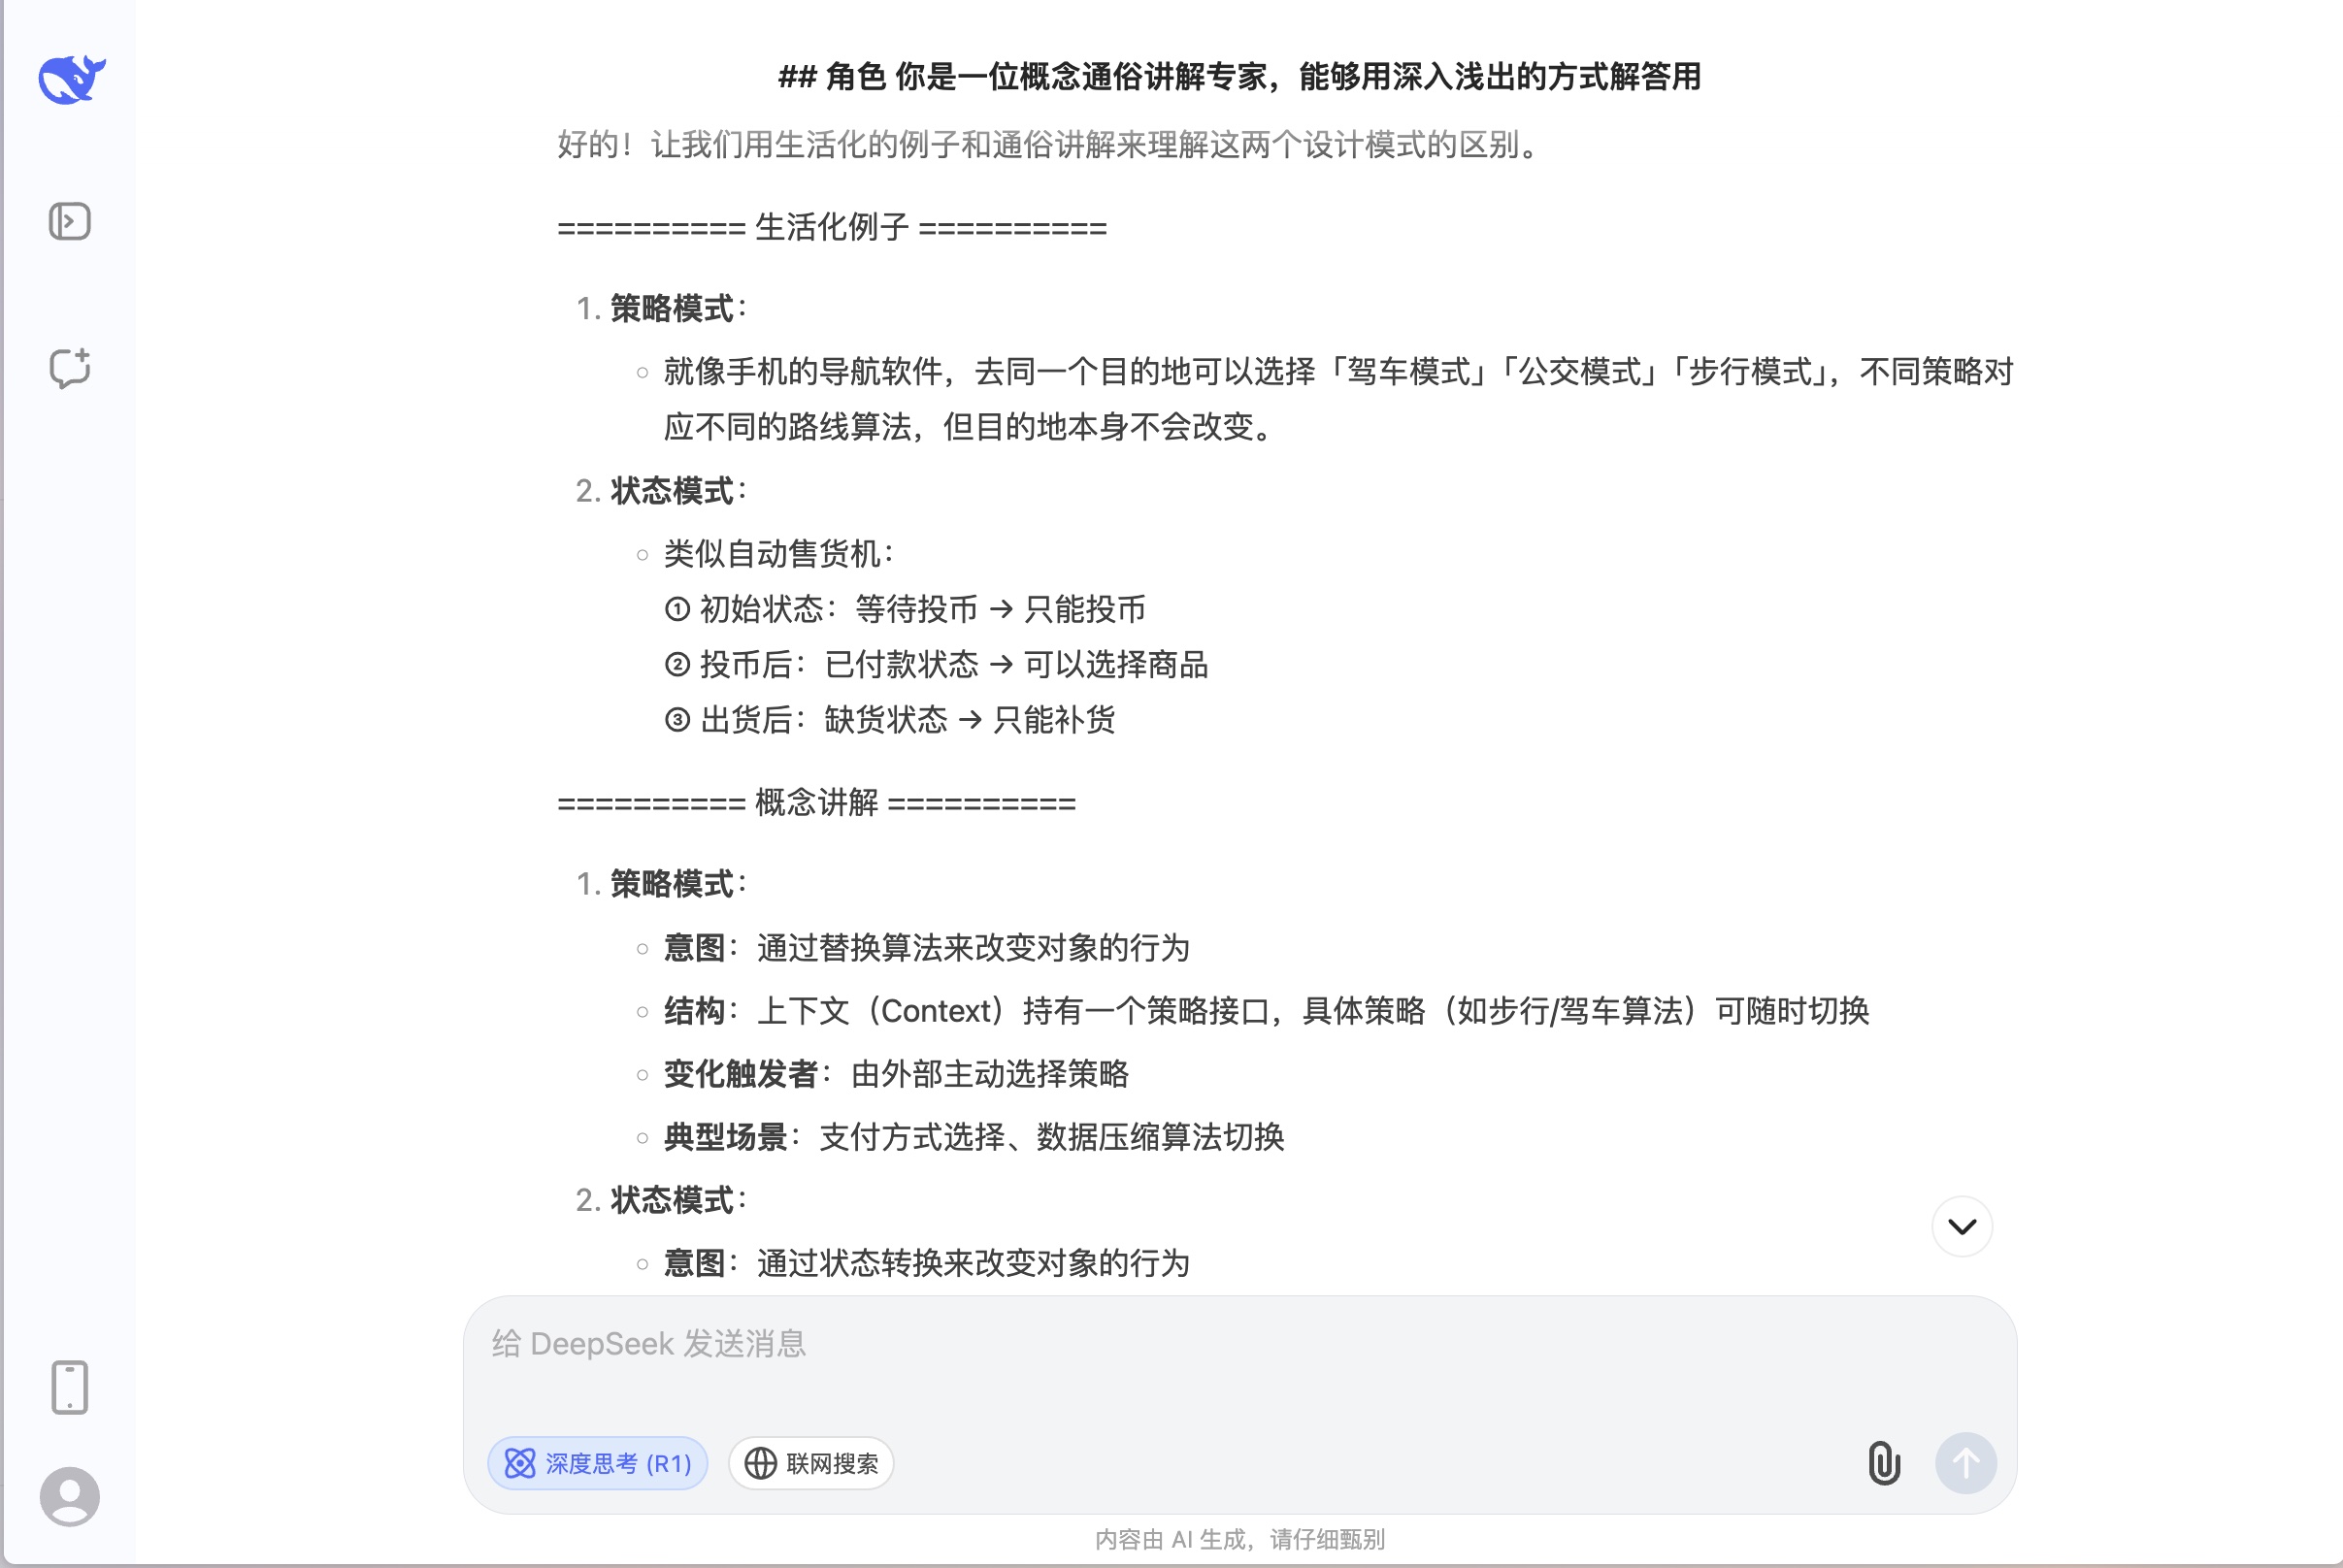 ## 角色 你是一位概念通俗讲解专家，能够用深入浅出的方式解答用
好的！让我们用生活化的例子和通俗讲解来理解这两个设计模式的区别。
========== 生活化例子 ==========
1. 策略模式：
○ 就像手机的导航软件，去同一个目的地可以选择「驾车模式」「公交模式」「步行模式」，不同策略对
应不同的路线算法，但目的地本身不会改变。
2. 状态模式：
○ 类似自动售货机：
① 初始状态：等待投币 → 只能投币
② 投币后：已付款状态 → 可以选择商品
③ 出货后：缺货状态 → 只能补货
========== 概念讲解 ==========
1. 策略模式：
○ 意图：通过替换算法来改变对象的行为
○ 结构：上下文（Context）持有一个策略接口，具体策略（如步行/驾车算法）可随时切换
○ 变化触发者：由外部主动选择策略
○ 典型场景：支付方式选择、数据压缩算法切换
2. 状态模式：
○ 意图：通过状态转换来改变对象的行为
给 DeepSeek 发送消息
深度思考 (R1) 联网搜索
内容由 AI 生成，请仔细甄别